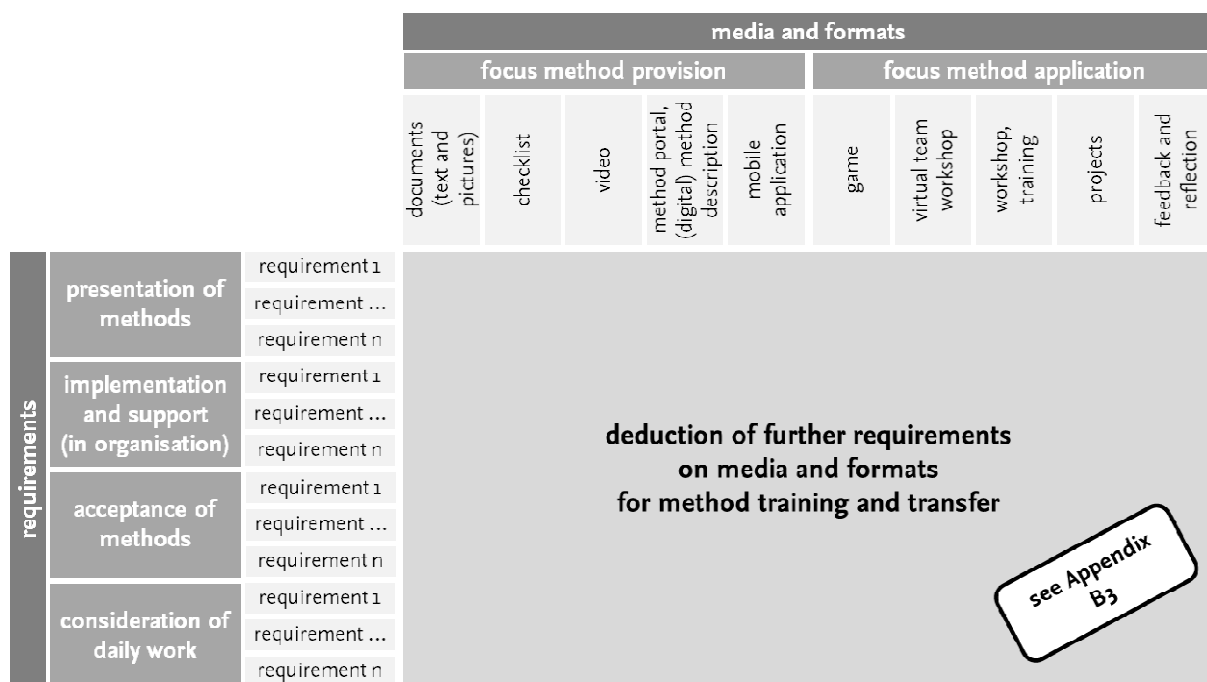 media and formats
focus method provision
focus method application
documents
(text and
pictures)
checklist
video
method portal,
(digital) method
description
mobile
application
game
virtual team
workshop
workshop,
training
projects
feedback and
reflection
requirements
presentation of
methods
requirement 1
requirement ...
requirement n
implementation
and support
(in organisation)
requirement 1
requirement ...
requirement n
acceptance of
methods
requirement 1
requirement ...
requirement n
consideration of
daily work
requirement 1
requirement ...
requirement n
deduction of further requirements
on media and formats
for method training and transfer
see Appendix
B3